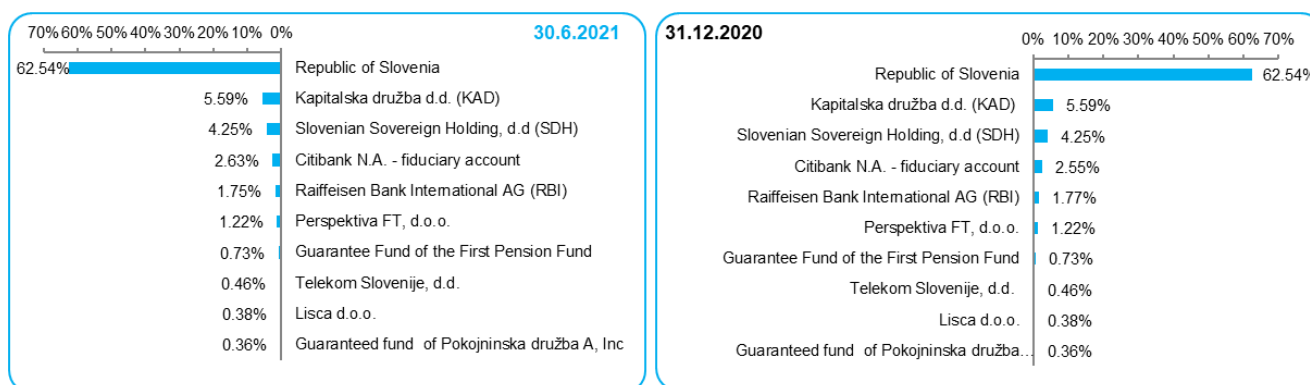 30.6.2021
70% 60% 50% 40% 30% 20% 10% 0%
62.54% Republic of Slovenia
5.59% Kapitalska družba d.d. (KAD)
4.25% Slovenian Sovereign Holding, d.d (SDH)
2.63% Citibank N.A. - fiduciary account
1.75% Raiffeisen Bank International AG (RBI)
1.22% Perspektiva FT, d.o.o.
0.73% Guarantee Fund of the First Pension Fund
0.46% Telekom Slovenije, d.d.
0.38% Lisca d.o.o.
0.36% Guaranteed fund of Pokojninska družba A, Inc
31.12.2020
0% 10% 20% 30% 40% 50% 60% 70%
Republic of Slovenia 62.54%
Kapitalska družba d.d. (KAD) 5.59%
Slovenian Sovereign Holding, d.d (SDH) 4.25%
Citibank N.A. - fiduciary account 2.55%
Raiffeisen Bank International AG (RBI) 1.77%
Perspektiva FT, d.o.o. 1.22%
Guarantee Fund of the First Pension Fund 0.73%
Telekom Slovenije, d.d. 0.46%
Lisca d.o.o. 0.38%
Guaranteed fund of Pokojninska družba... 0.36%